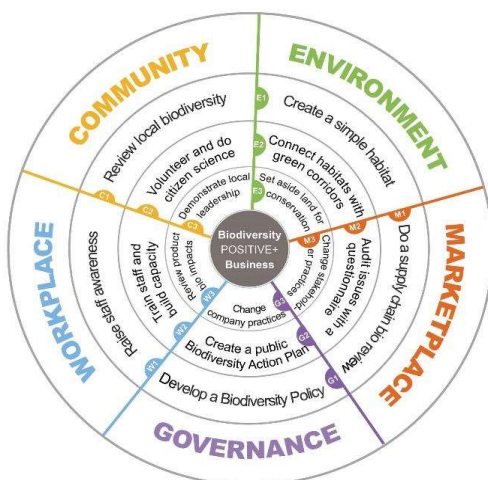 COMMUNITY
C1
Review local biodiversity
C2
Volunteer and do
citizen science
C3
Demonstrate local
leadership
ENVIRONMENT
E1
Create a simple habitat
E2
Connect habitats with
green corridors
E3
Set aside land for
conservation
MARKETPLACE
M1
Do a supply chain bio review
M2
Audit issues with a
questionnaire
M3
Change stakehold-
er practices
GOVERNANCE
G1
Develop a Biodiversity Policy
G2
Create a public
Biodiversity Action Plan
G3
Change
company practices
WORKPLACE
W1
Raise staff awareness
W2
Train staff and
build capacity
W3
Review product
bio impacts
Biodiversity
POSITIVE+
Business